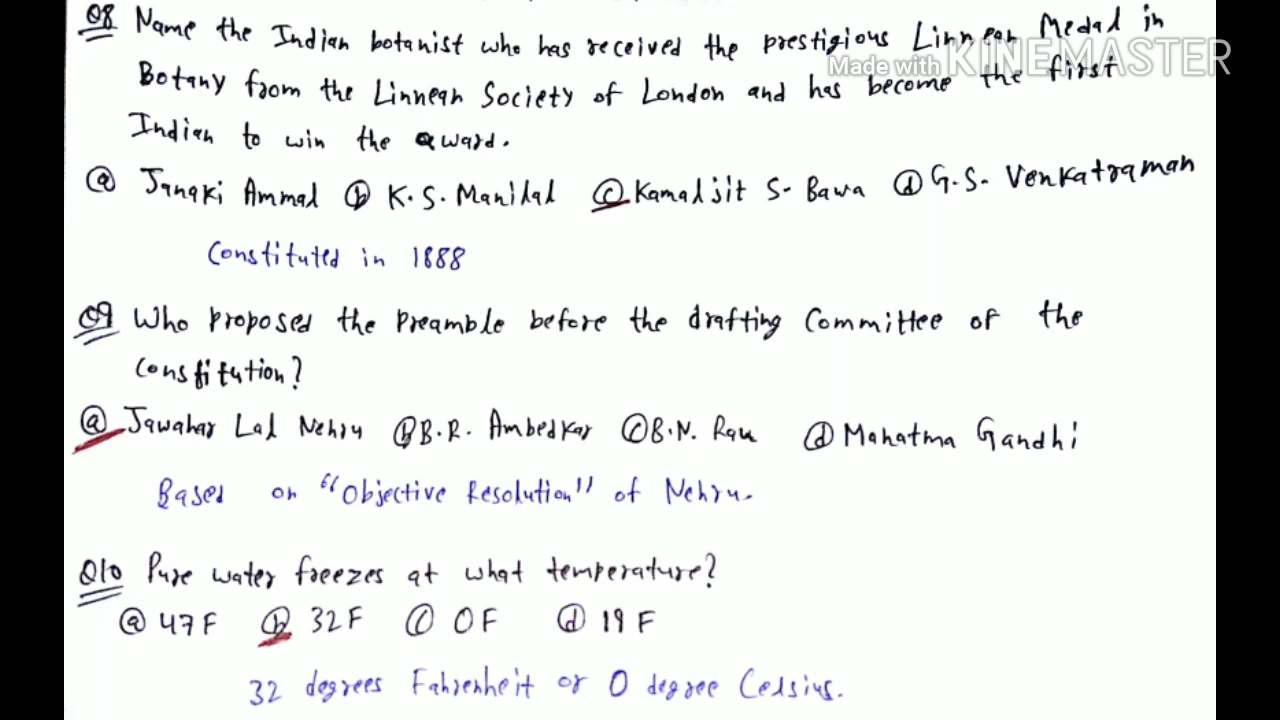 Q8 Name the Indian botanist who has received the prestigious Linnean Medal in
Made with KINEMASTER
Botany from the Linnean Society of London and has become the first
Indian to win the award.
(a) Janaki Ammal (b) K.S. Manilal (c) Kamaljit S. Bawa (d) G.S. Venkatraman
Constituted in 1888
Q9 Who proposed the Preamble before the drafting Committee of the
Constitution?
(a) Jawahar Lal Nehru (b) B.R. Ambedkar (c) B.N. Rau (d) Mahatma Gandhi
Based on "Objective Resolution" of Nehru.
Q10 Pure water freezes at what temperature?
(a) 47F (b) 32F (c) 0F (d) 19F
32 degrees Fahrenheit or 0 degree Celsius.